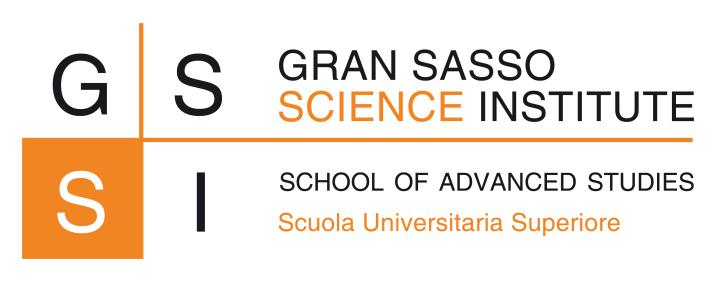 G S
S I
GRAN SASSO
SCIENCE INSTITUTE
SCHOOL OF ADVANCED STUDIES
Scuola Universitaria Superiore